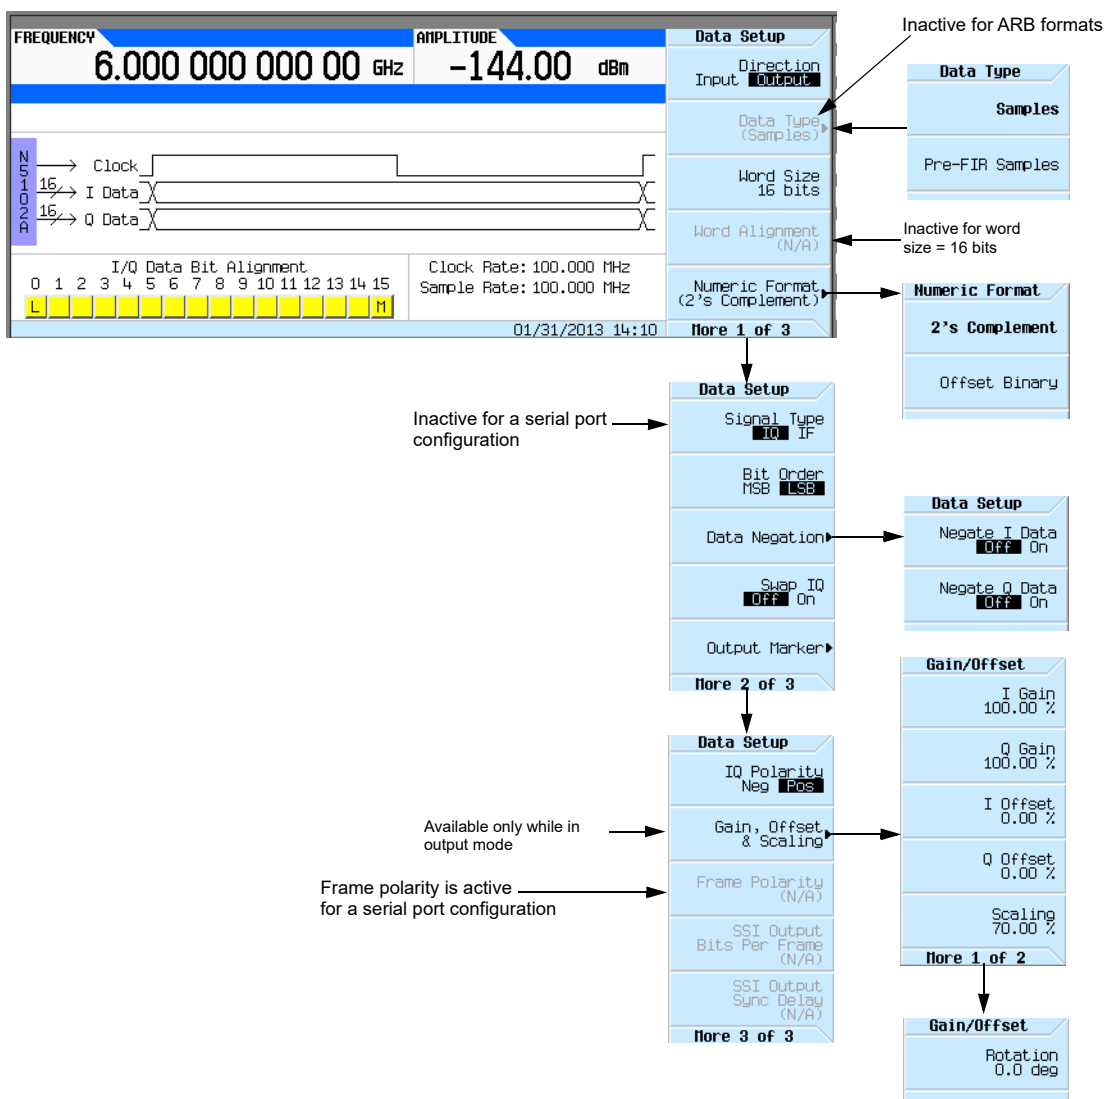 Inactive for ARB formats
FREQUENCY
6.000 000 000 00 GHz
AMPLITUDE
-144.00 dBm
Data Setup
Direction
Input Output
Data Type
(Samples)
Word Size
16 bits
Word Alignment
(N/A)
Numeric Format
(2's Complement)
More 1 of 3
Data Type
Samples
Pre-FIR Samples
Inactive for word
size = 16 bits
Numeric Format
2's Complement
Offset Binary
N5102A
Clock
16
I Data
16
Q Data
I/Q Data Bit Alignment
0 1 2 3 4 5 6 7 8 9 10 11 12 13 14 15
L M
Clock Rate: 100.000 MHz
Sample Rate: 100.000 MHz
01/31/2013 14:10
Inactive for a serial port
configuration
Data Setup
Signal Type
IQ IF
Bit Order
MSB LSB
Data Negation
Swap IQ
Off On
Output Marker
More 2 of 3
Data Setup
Negate I Data
Off On
Negate Q Data
Off On
Data Setup
IQ Polarity
Neg Pos
Gain, Offset
& Scaling
Frame Polarity
(N/A)
SSI Output
Bits Per Frame
(N/A)
SSI Output
Sync Delay
(N/A)
More 3 of 3
Available only while in
output mode
Frame polarity is active
for a serial port configuration
Gain/Offset
I Gain
100.00 %
Q Gain
100.00 %
I Offset
0.00 %
Q Offset
0.00 %
Scaling
70.00 %
More 1 of 2
Gain/Offset
Rotation
0.0 deg